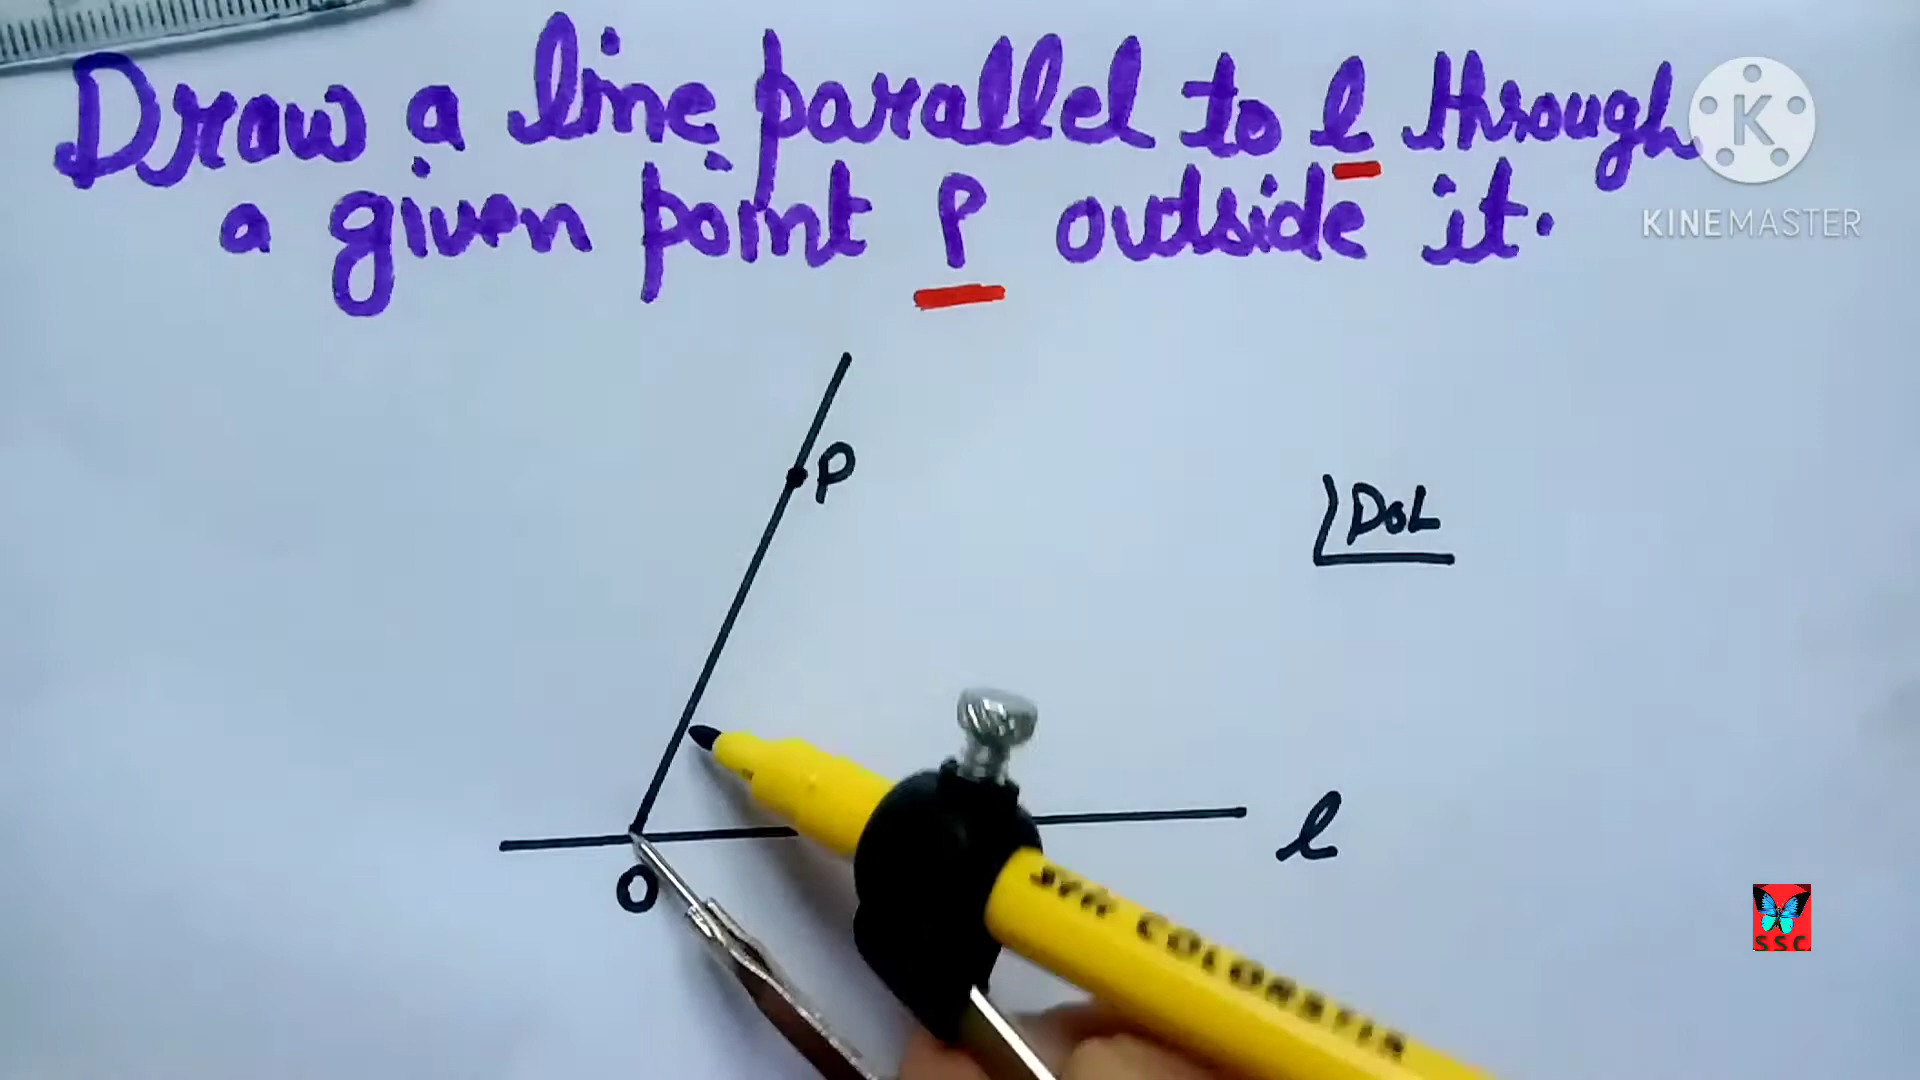 Draw a line parallel to l through
a given point P outside it.
K
KINEMASTER
P
DOL
l
O
SSC